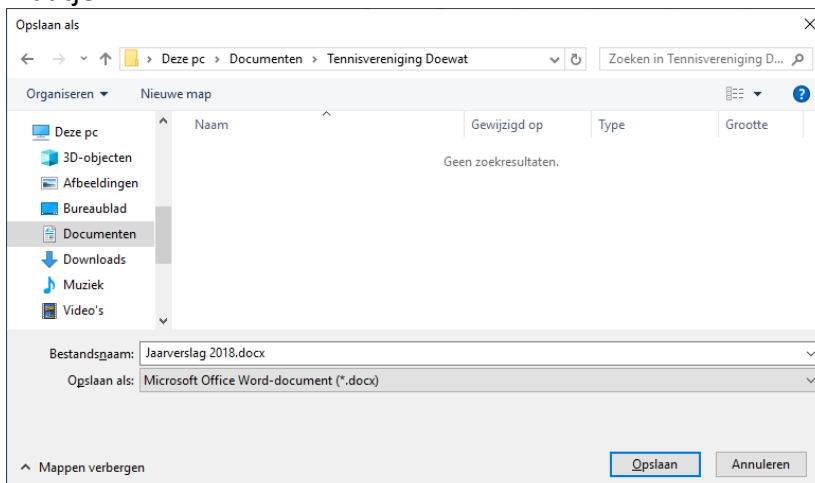 Opslaan als
> Deze pc > Documenten > Tennisvereniging Doewat
Zoeken in Tennisvereniging D...
Organiseren
Nieuwe map
Naam
Gewijzigd op
Type
Grootte
Geen zoekresultaten.
Deze pc
3D-objecten
Afbeeldingen
Bureaublad
Documenten
Downloads
Muziek
Video's
Bestandsnaam: Jaarverslag 2018.docx
Opslaan als: Microsoft Office Word-document (*.docx)
Mappen verbergen
Opslaan
Annuleren